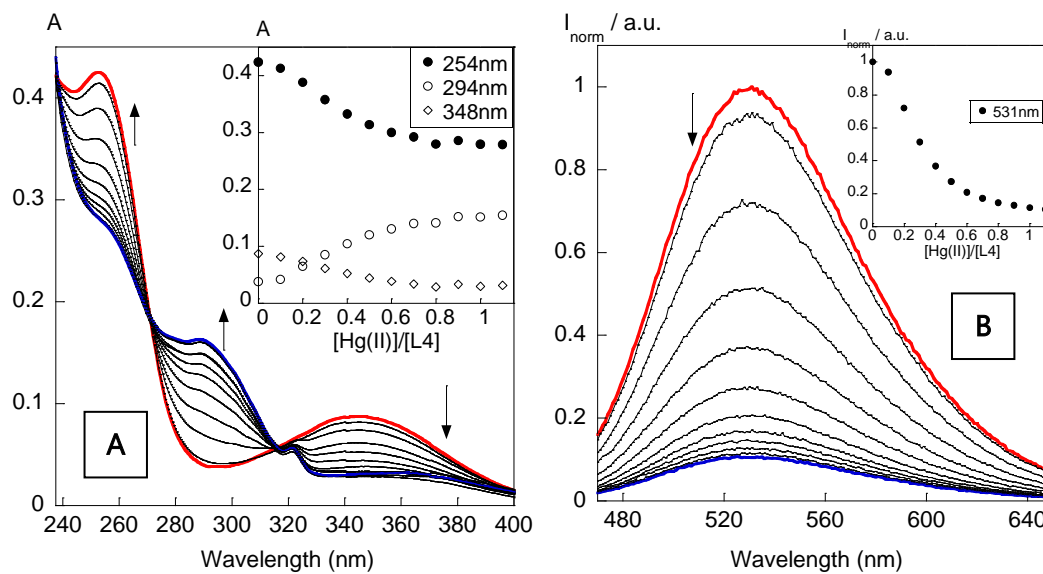 A
0.4
0.3
0.2
0.1
0
240 260 280 300 320 340 360 380 400
Wavelength (nm)
A
A
0.4
0.3
0.2
0.1
0
0 0.2 0.4 0.6 0.8 1
[Hg(II)]/[L4]
254nm
294nm
348nm
I norm / a.u.
1
0.8
0.6
0.4
0.2
0
480 520 560 600 640
Wavelength (nm)
B
I norm / a.u.
1
0.8
0.6
0.4
0.2
0
0 0.2 0.4 0.6 0.8 1
[Hg(II)]/[L4]
531nm